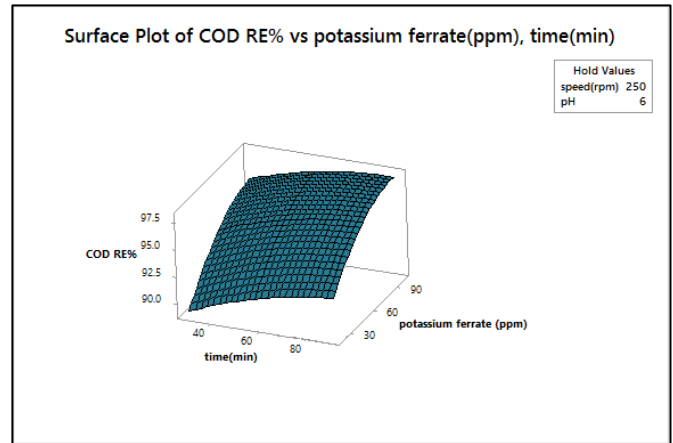 Surface Plot of COD RE% vs potassium ferrate(ppm), time(min)
Hold Values
speed(rpm) 250
pH 6
97.5
95.0
COD RE%
92.5
90.0
90
60
potassium ferrate (ppm)
30
40
60
80
time(min)